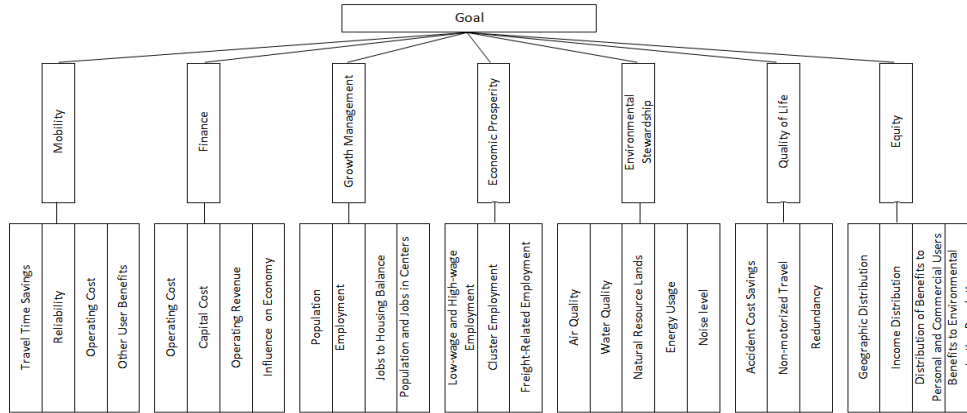 Goal
Mobility
Finance
Growth Management
Economic Prosperity
Environmental
Stewardship
Quality of Life
Equity
Travel Time Savings
Reliability
Operating Cost
Other User Benefits
Operating Cost
Capital Cost
Operating Revenue
Influence on Economy
Population
Employment
Jobs to Housing Balance
Population and Jobs in Centers
Low-wage and High-wage
Employment
Cluster Employment
Freight-Related Employment
Air Quality
Water Quality
Natural Resource Lands
Energy Usage
Noise level
Accident Cost Savings
Non-motorized Travel
Redundancy
Geographic Distribution
Income Distribution
Distribution of Benefits to
Personal and Commercial Users
Benefits to Environmental